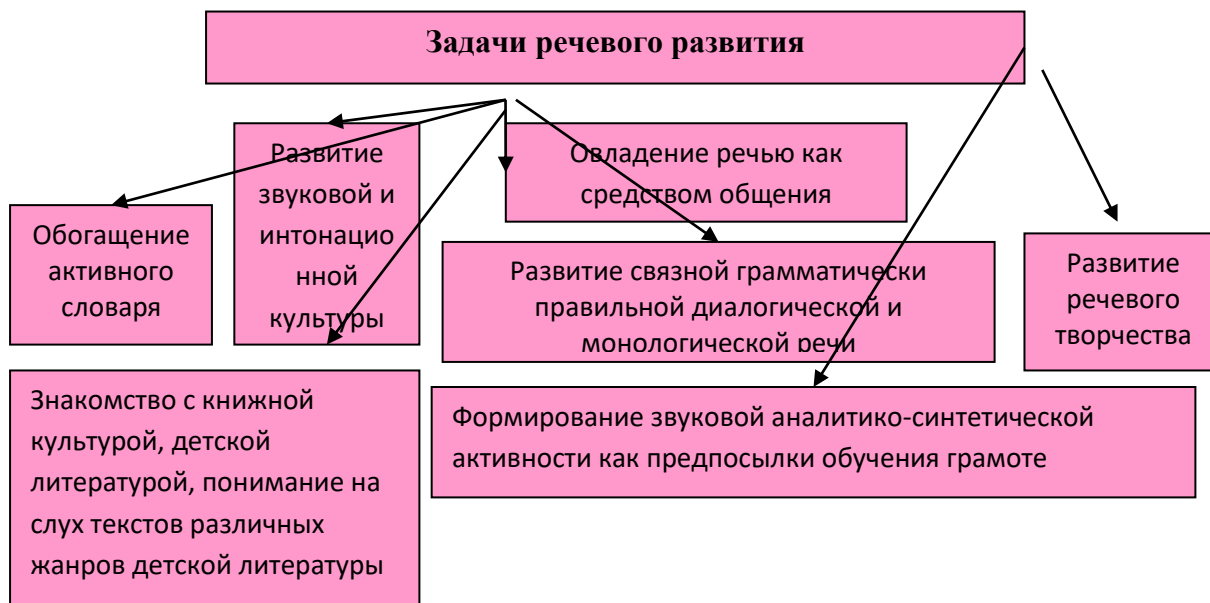 Задачи речевого развития
Развитие
звуковой и
интонацио
нной
культуры
Овладение речью как
средством общения
Обогащение
активного
словаря
Развитие связной грамматически
правильной диалогической и
монологической речи
Развитие
речевого
творчества
Знакомство с книжной
культурой, детской
литературой, понимание на
слух текстов различных
жанров детской литературы
Формирование звуковой аналитико-синтетической
активности как предпосылки обучения грамоте